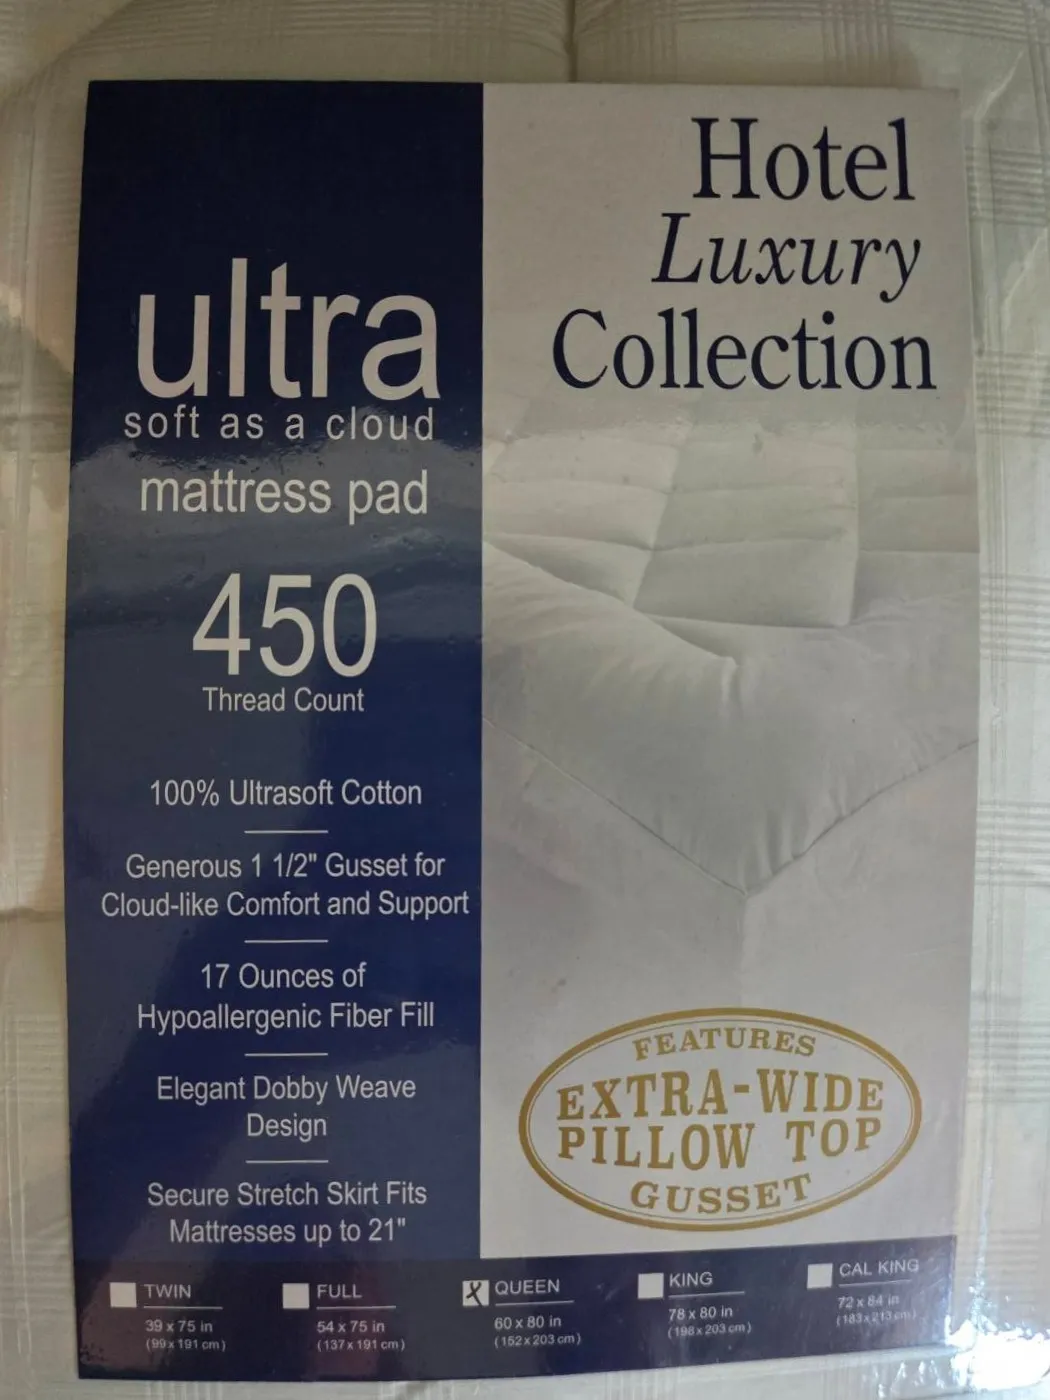 Hotel
Luxury
Collection
ultra
soft as a cloud
mattress pad
450
Thread Count
100% Ultrasoft Cotton
Generous 1 1/2" Gusset for
Cloud-like Comfort and Support
17 Ounces of
Hypoallergenic Fiber Fill
Elegant Dobby Weave
Design
Secure Stretch Skirt Fits
Mattresses up to 21"
FEATURES
EXTRA-WIDE
PILLOW TOP
GUSSET
TWIN
39 x 75 in
(99 x 191 cm)
FULL
54 x 75 in
(137 x 191 cm)
X QUEEN
60 x 80 in
(152 x 203 cm)
KING
78 x 80 in
(198 x 203 cm)
CAL KING
72 x 84 in
(183 x 213 cm)